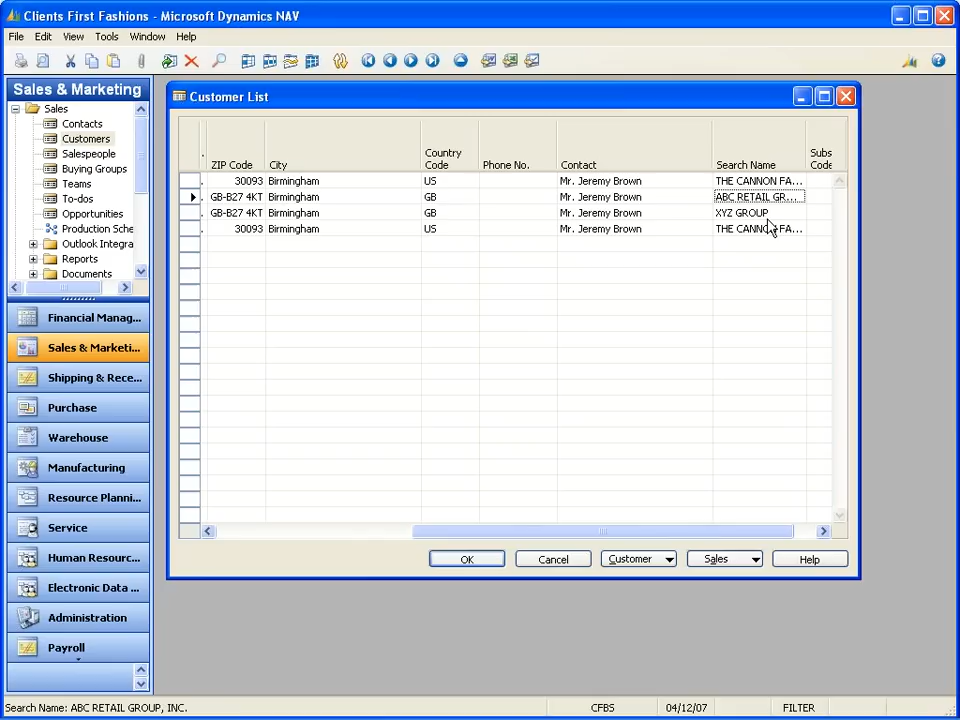 Clients First Fashions - Microsoft Dynamics NAV
File Edit View Tools Window Help
Sales & Marketing
Sales
Contacts
Customers
Salespeople
Buying Groups
Teams
To-dos
Opportunities
Production Sche
Outlook Integra
Reports
Documents
Financial Manag...
Sales & Marketi...
Shipping & Rece...
Purchase
Warehouse
Manufacturing
Resource Planni...
Service
Human Resourc...
Electronic Data ...
Administration
Payroll
Customer List
. ZIP Code City Country Code Phone No. Contact Search Name Subs Code
. 30093 Birmingham US Mr. Jeremy Brown THE CANNON FA...
. GB-B27 4KT Birmingham GB Mr. Jeremy Brown ABC RETAIL GR...
. GB-B27 4KT Birmingham GB Mr. Jeremy Brown XYZ GROUP
. 30093 Birmingham US Mr. Jeremy Brown THE CANNON FA...
OK Cancel Customer Sales Help
Search Name: ABC RETAIL GROUP, INC. CFBS 04/12/07 FILTER